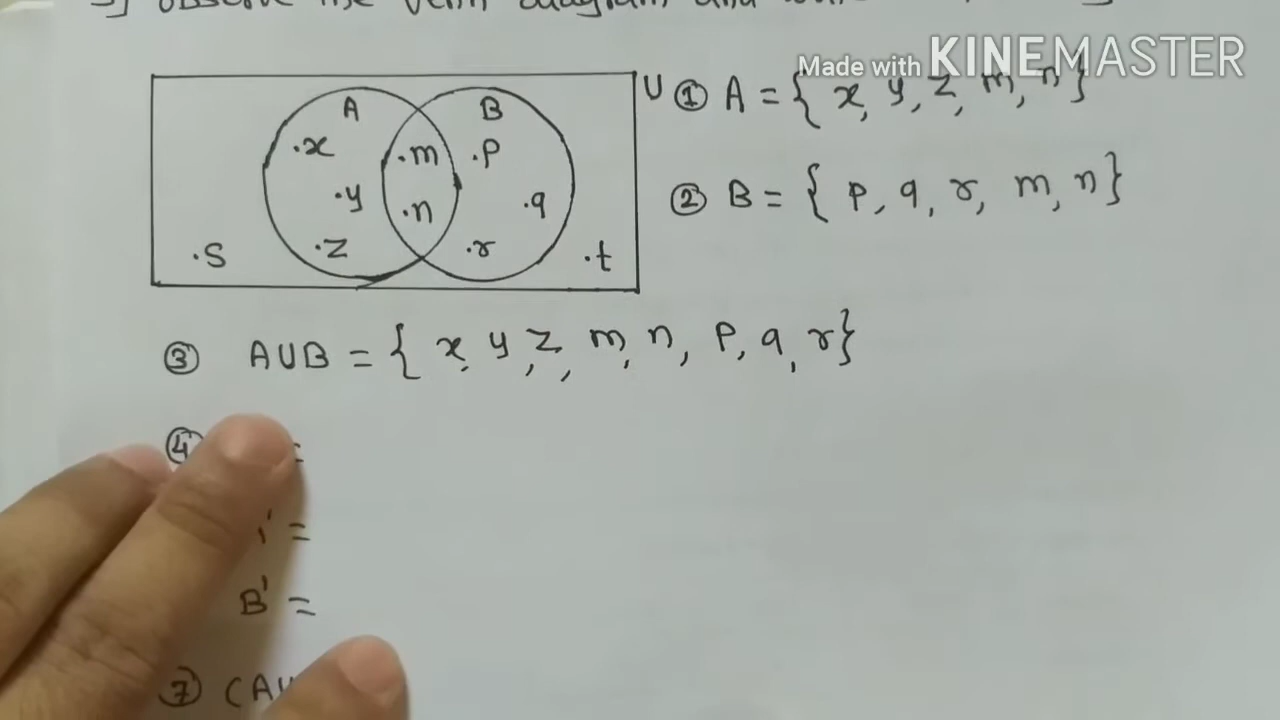 Made with KINEMASTER
U
① A = { x, y, z, m, n }
A B
.x .m .p
② B = { p, q, r, m, n }
.y .n .q
.s .z .r .t
③ A∪B = { x, y, z, m, n, p, q, r }
④ =
' =
B' =
⑦ (A∪